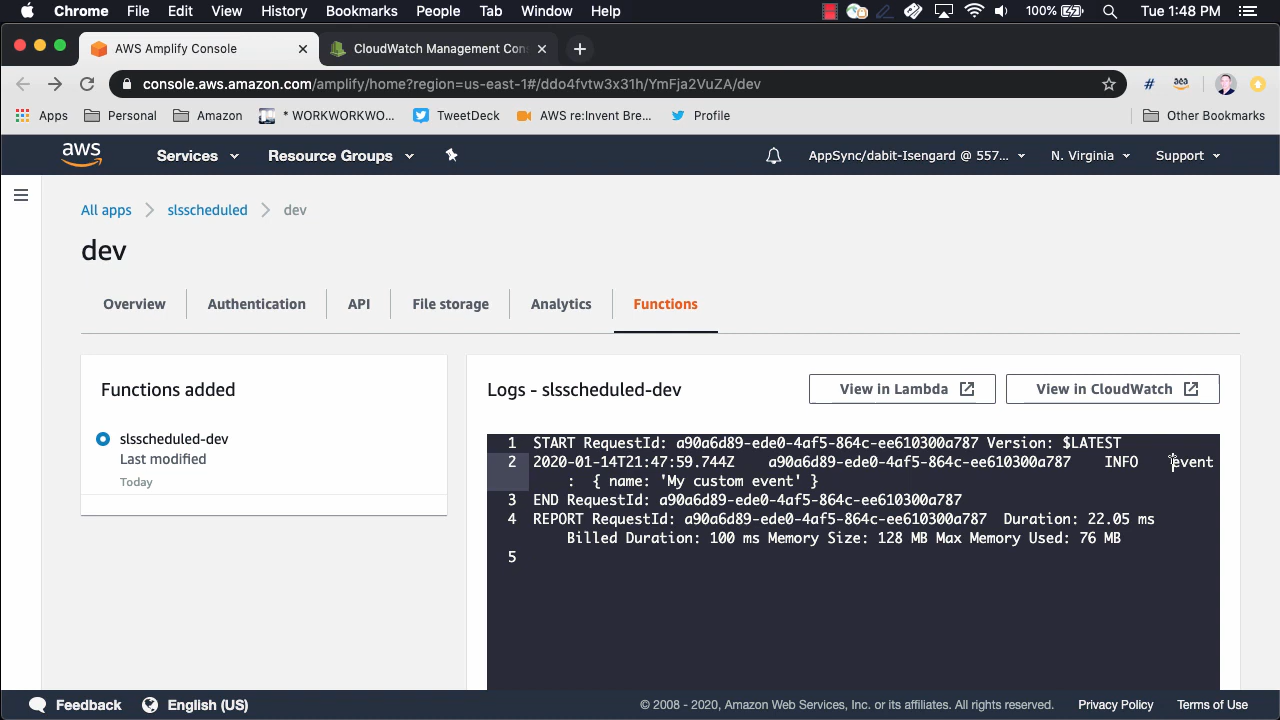 Chrome File Edit View History Bookmarks People Tab Window Help 100% Tue 1:48 PM
AWS Amplify Console CloudWatch Management Con
console.aws.amazon.com/amplify/home?region=us-east-1#/ddo4fvtw3x31h/YmFja2VuZA/dev
Apps Personal Amazon * WORKWORKWO... TweetDeck AWS re:Invent Bre... Profile Other Bookmarks
aws Services Resource Groups AppSync/dabit-Isengard @ 557... N. Virginia Support
All apps slsscheduled dev
dev
Overview Authentication API File storage Analytics Functions
Functions added
slsscheduled-dev
Last modified
Today
Logs - slsscheduled-dev View in Lambda View in CloudWatch
1 START RequestId: a90a6d89-ede0-4af5-864c-ee610300a787 Version: $LATEST
2 2020-01-14T21:47:59.744Z a90a6d89-ede0-4af5-864c-ee610300a787 INFO event
: { name: 'My custom event' }
3 END RequestId: a90a6d89-ede0-4af5-864c-ee610300a787
4 REPORT RequestId: a90a6d89-ede0-4af5-864c-ee610300a787 Duration: 22.05 ms
Billed Duration: 100 ms Memory Size: 128 MB Max Memory Used: 76 MB
5
Feedback English (US) © 2008 - 2020, Amazon Web Services, Inc. or its affiliates. All rights reserved. Privacy Policy Terms of Use